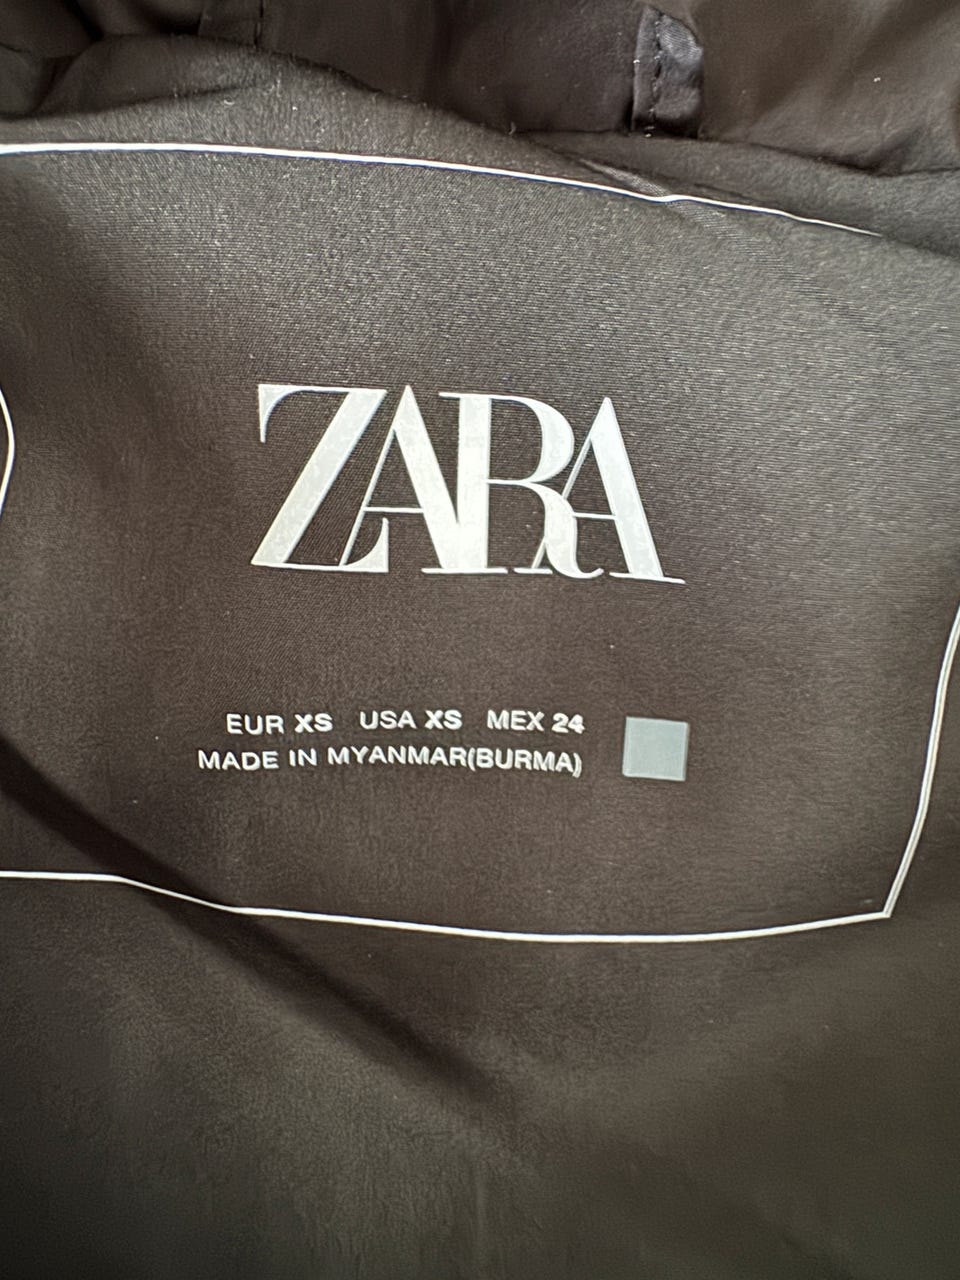 ZARA
EUR XS USA XS MEX 24
MADE IN MYANMAR(BURMA)